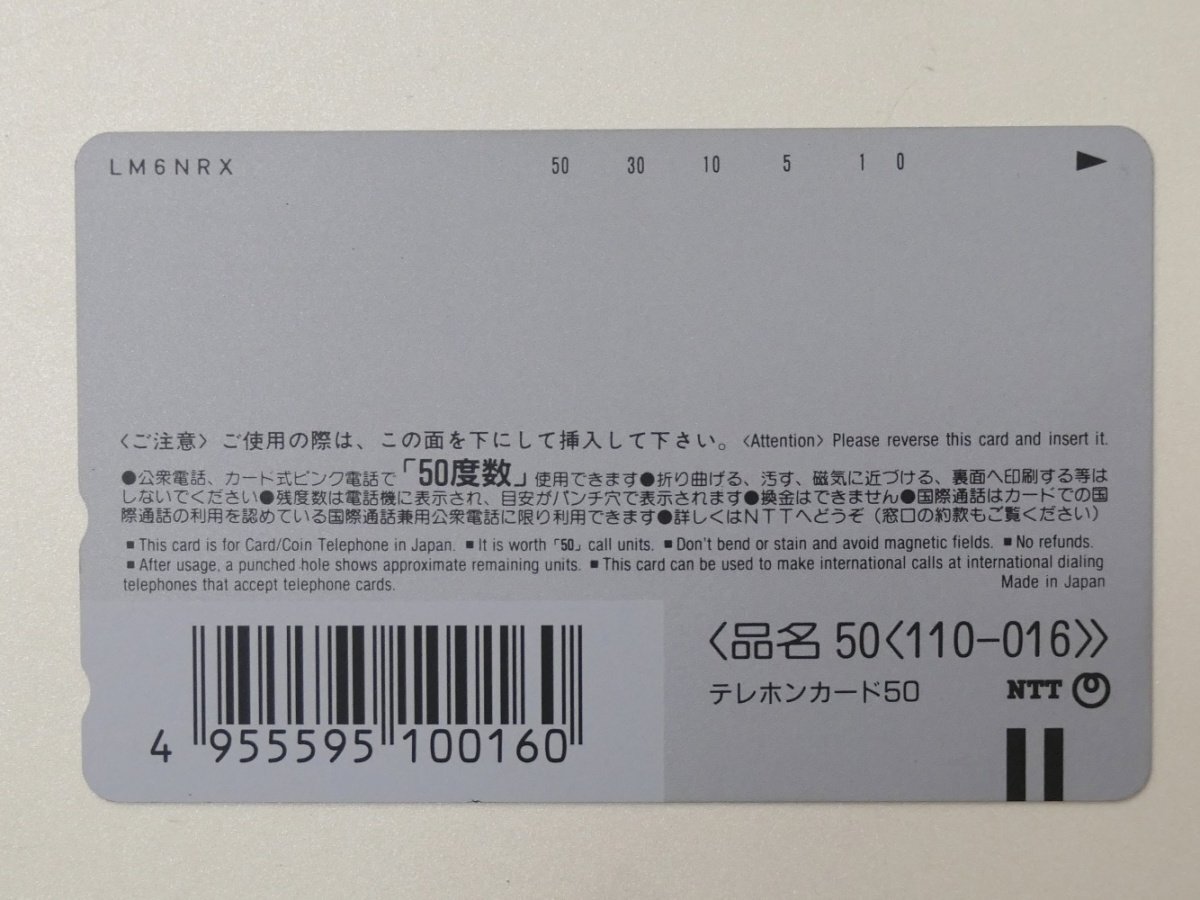 LM6NRX 50 30 10 5 1 0 ▶
〈ご注意〉ご使用の際は、この面を下にして挿入して下さい。〈Attention〉Please reverse this card and insert it.
●公衆電話、カード式ピンク電話で「50度数」使用できます●折り曲げる、汚す、磁気に近づける、裏面へ印刷する等は
しないでください●残度数は電話機に表示され、目安がパンチ穴で表示されます●換金はできません●国際通話はカードでの国
際通話の利用を認めている国際通話兼用公衆電話に限り利用できます●詳しくはNTTへどうぞ（窓口の約款もご覧ください）
■ This card is for Card/Coin Telephone in Japan. ■ It is worth「50」call units. ■ Don't bend or stain and avoid magnetic fields. ■ No refunds.
■ After usage, a punched hole shows approximate remaining units. ■ This card can be used to make international calls at international dialing
telephones that accept telephone cards. Made in Japan
〈品名 50〈110-016〉〉
テレホンカード50 NTT
4 955595 100160